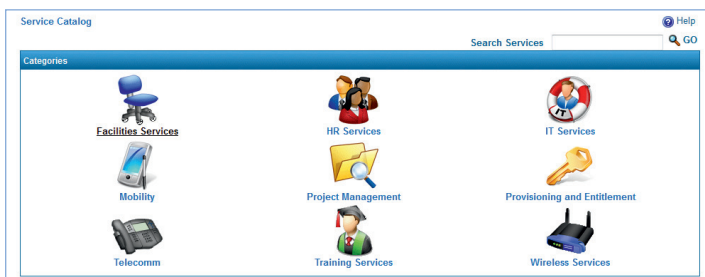 Service Catalog
Help
Search Services
GO
Categories
Facilities Services
HR Services
IT
IT Services
Mobility
Project Management
Provisioning and Entitlement
Telecomm
Training Services
Wireless Services